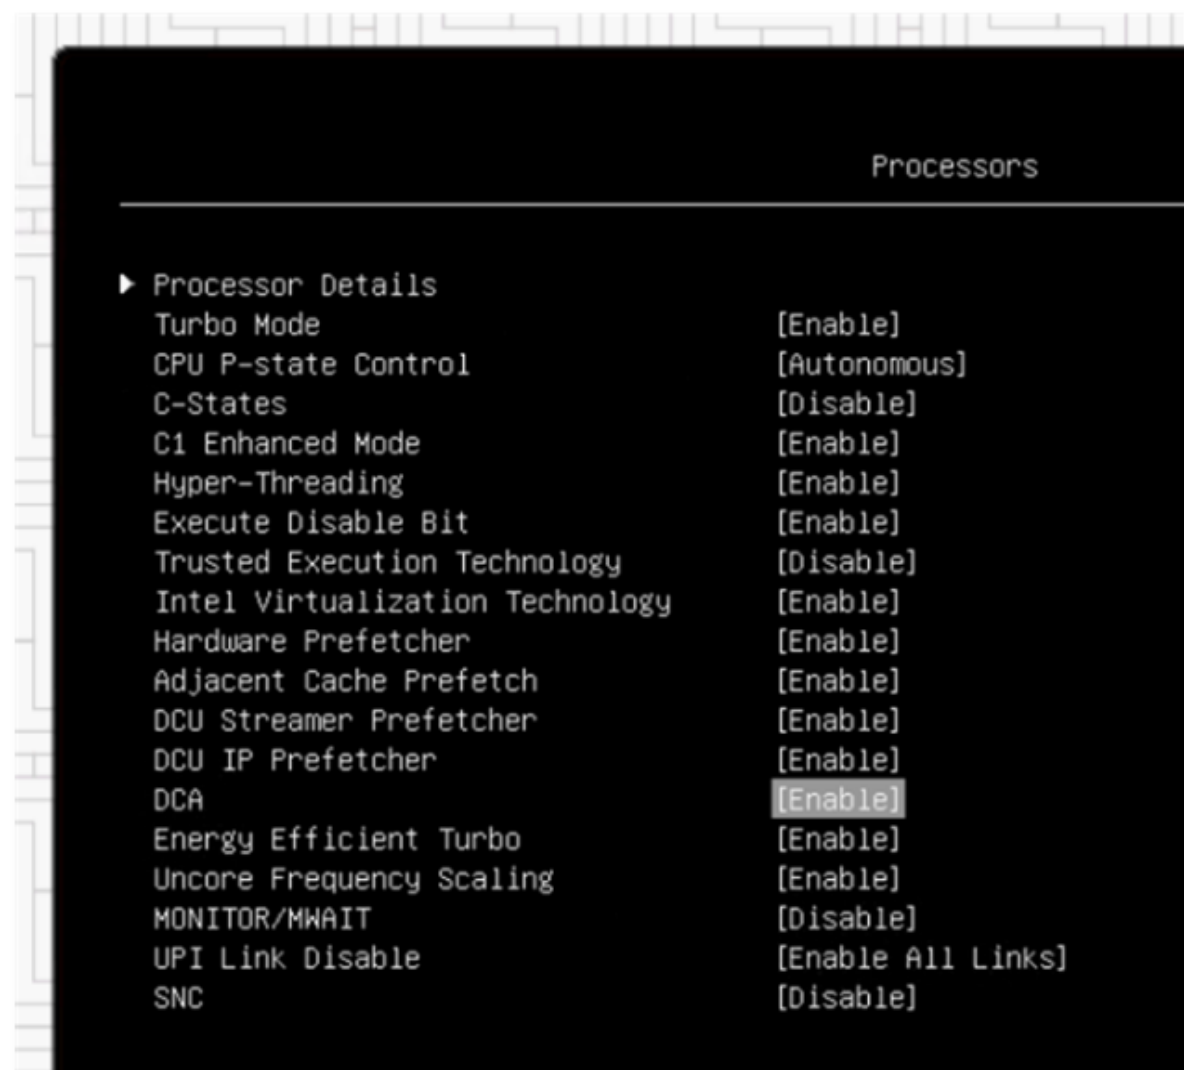 Processors
Processor Details
Turbo Mode [Enable]
CPU P-state Control [Autonomous]
C-States [Disable]
C1 Enhanced Mode [Enable]
Hyper-Threading [Enable]
Execute Disable Bit [Enable]
Trusted Execution Technology [Disable]
Intel Virtualization Technology [Enable]
Hardware Prefetcher [Enable]
Adjacent Cache Prefetch [Enable]
DCU Streamer Prefetcher [Enable]
DCU IP Prefetcher [Enable]
DCA [Enable]
Energy Efficient Turbo [Enable]
Uncore Frequency Scaling [Enable]
MONITOR/MWAIT [Disable]
UPI Link Disable [Enable All Links]
SNC [Disable]